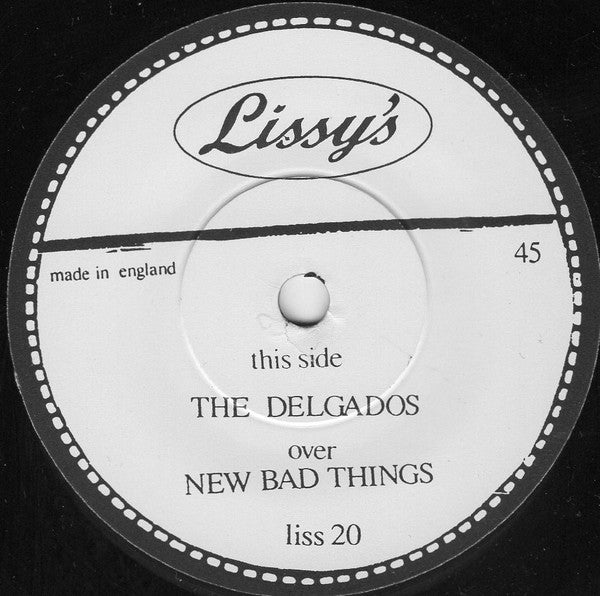 Lissy's
45
made in england
this side
THE DELGADOS
over
NEW BAD THINGS
liss 20